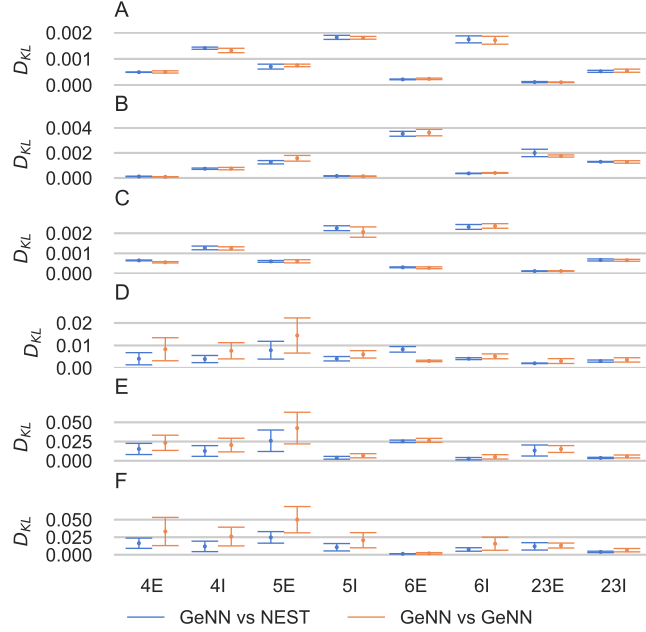 A
D_KL
0.002
0.001
0.000
B
D_KL
0.004
0.002
0.000
C
D_KL
0.002
0.001
0.000
D
D_KL
0.02
0.01
0.00
E
D_KL
0.050
0.025
0.000
F
D_KL
0.050
0.025
0.000
4E 4I 5E 5I 6E 6I 23E 23I
GeNN vs NEST GeNN vs GeNN